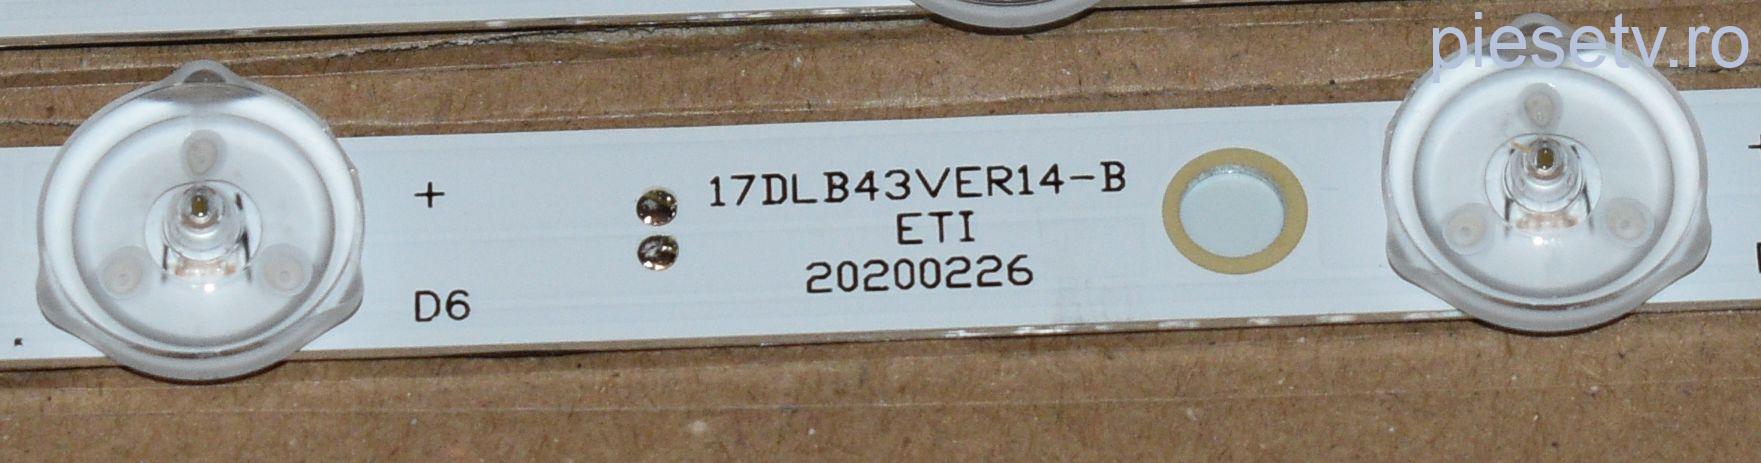 piesetv.ro
+
17DLB43VER14-B
ETI
20200226
D6